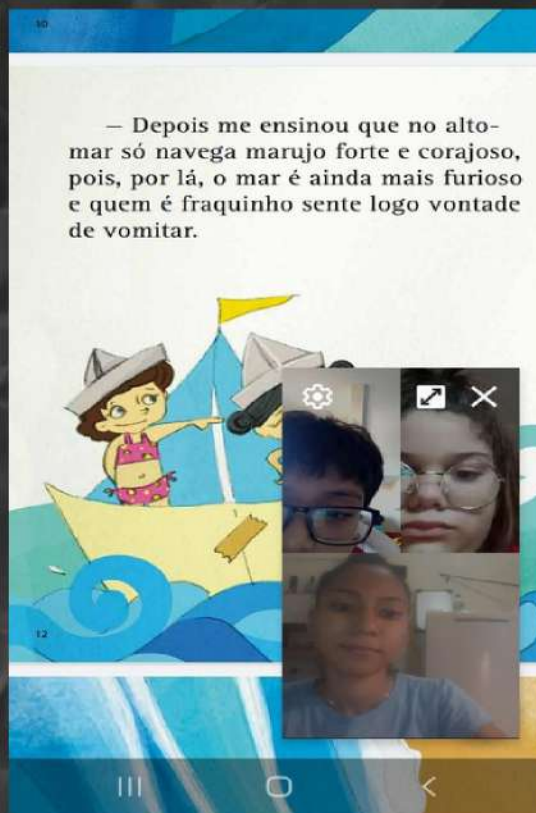 10
— Depois me ensinou que no alto-
mar só navega marujo forte e corajoso,
pois, por lá, o mar é ainda mais furioso
e quem é fraquinho sente logo vontade
de vomitar.
12